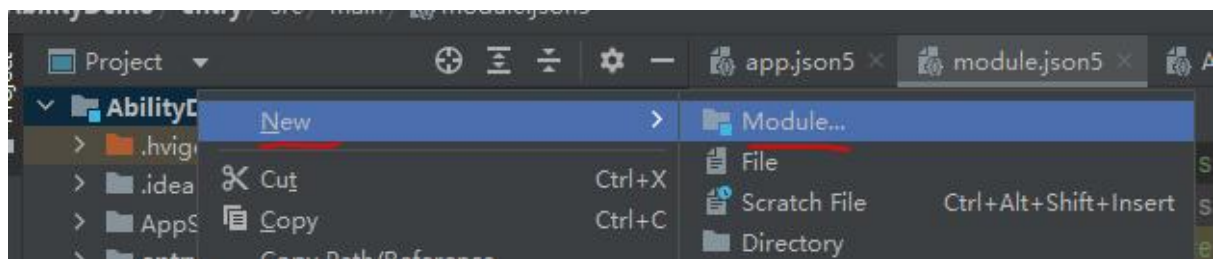 Project
app.json5
module.json5
AbilityD
New
Module...
.hvig
File
.idea
Cut
Ctrl+X
Scratch File
Ctrl+Alt+Shift+Insert
AppS
Copy
Ctrl+C
Directory